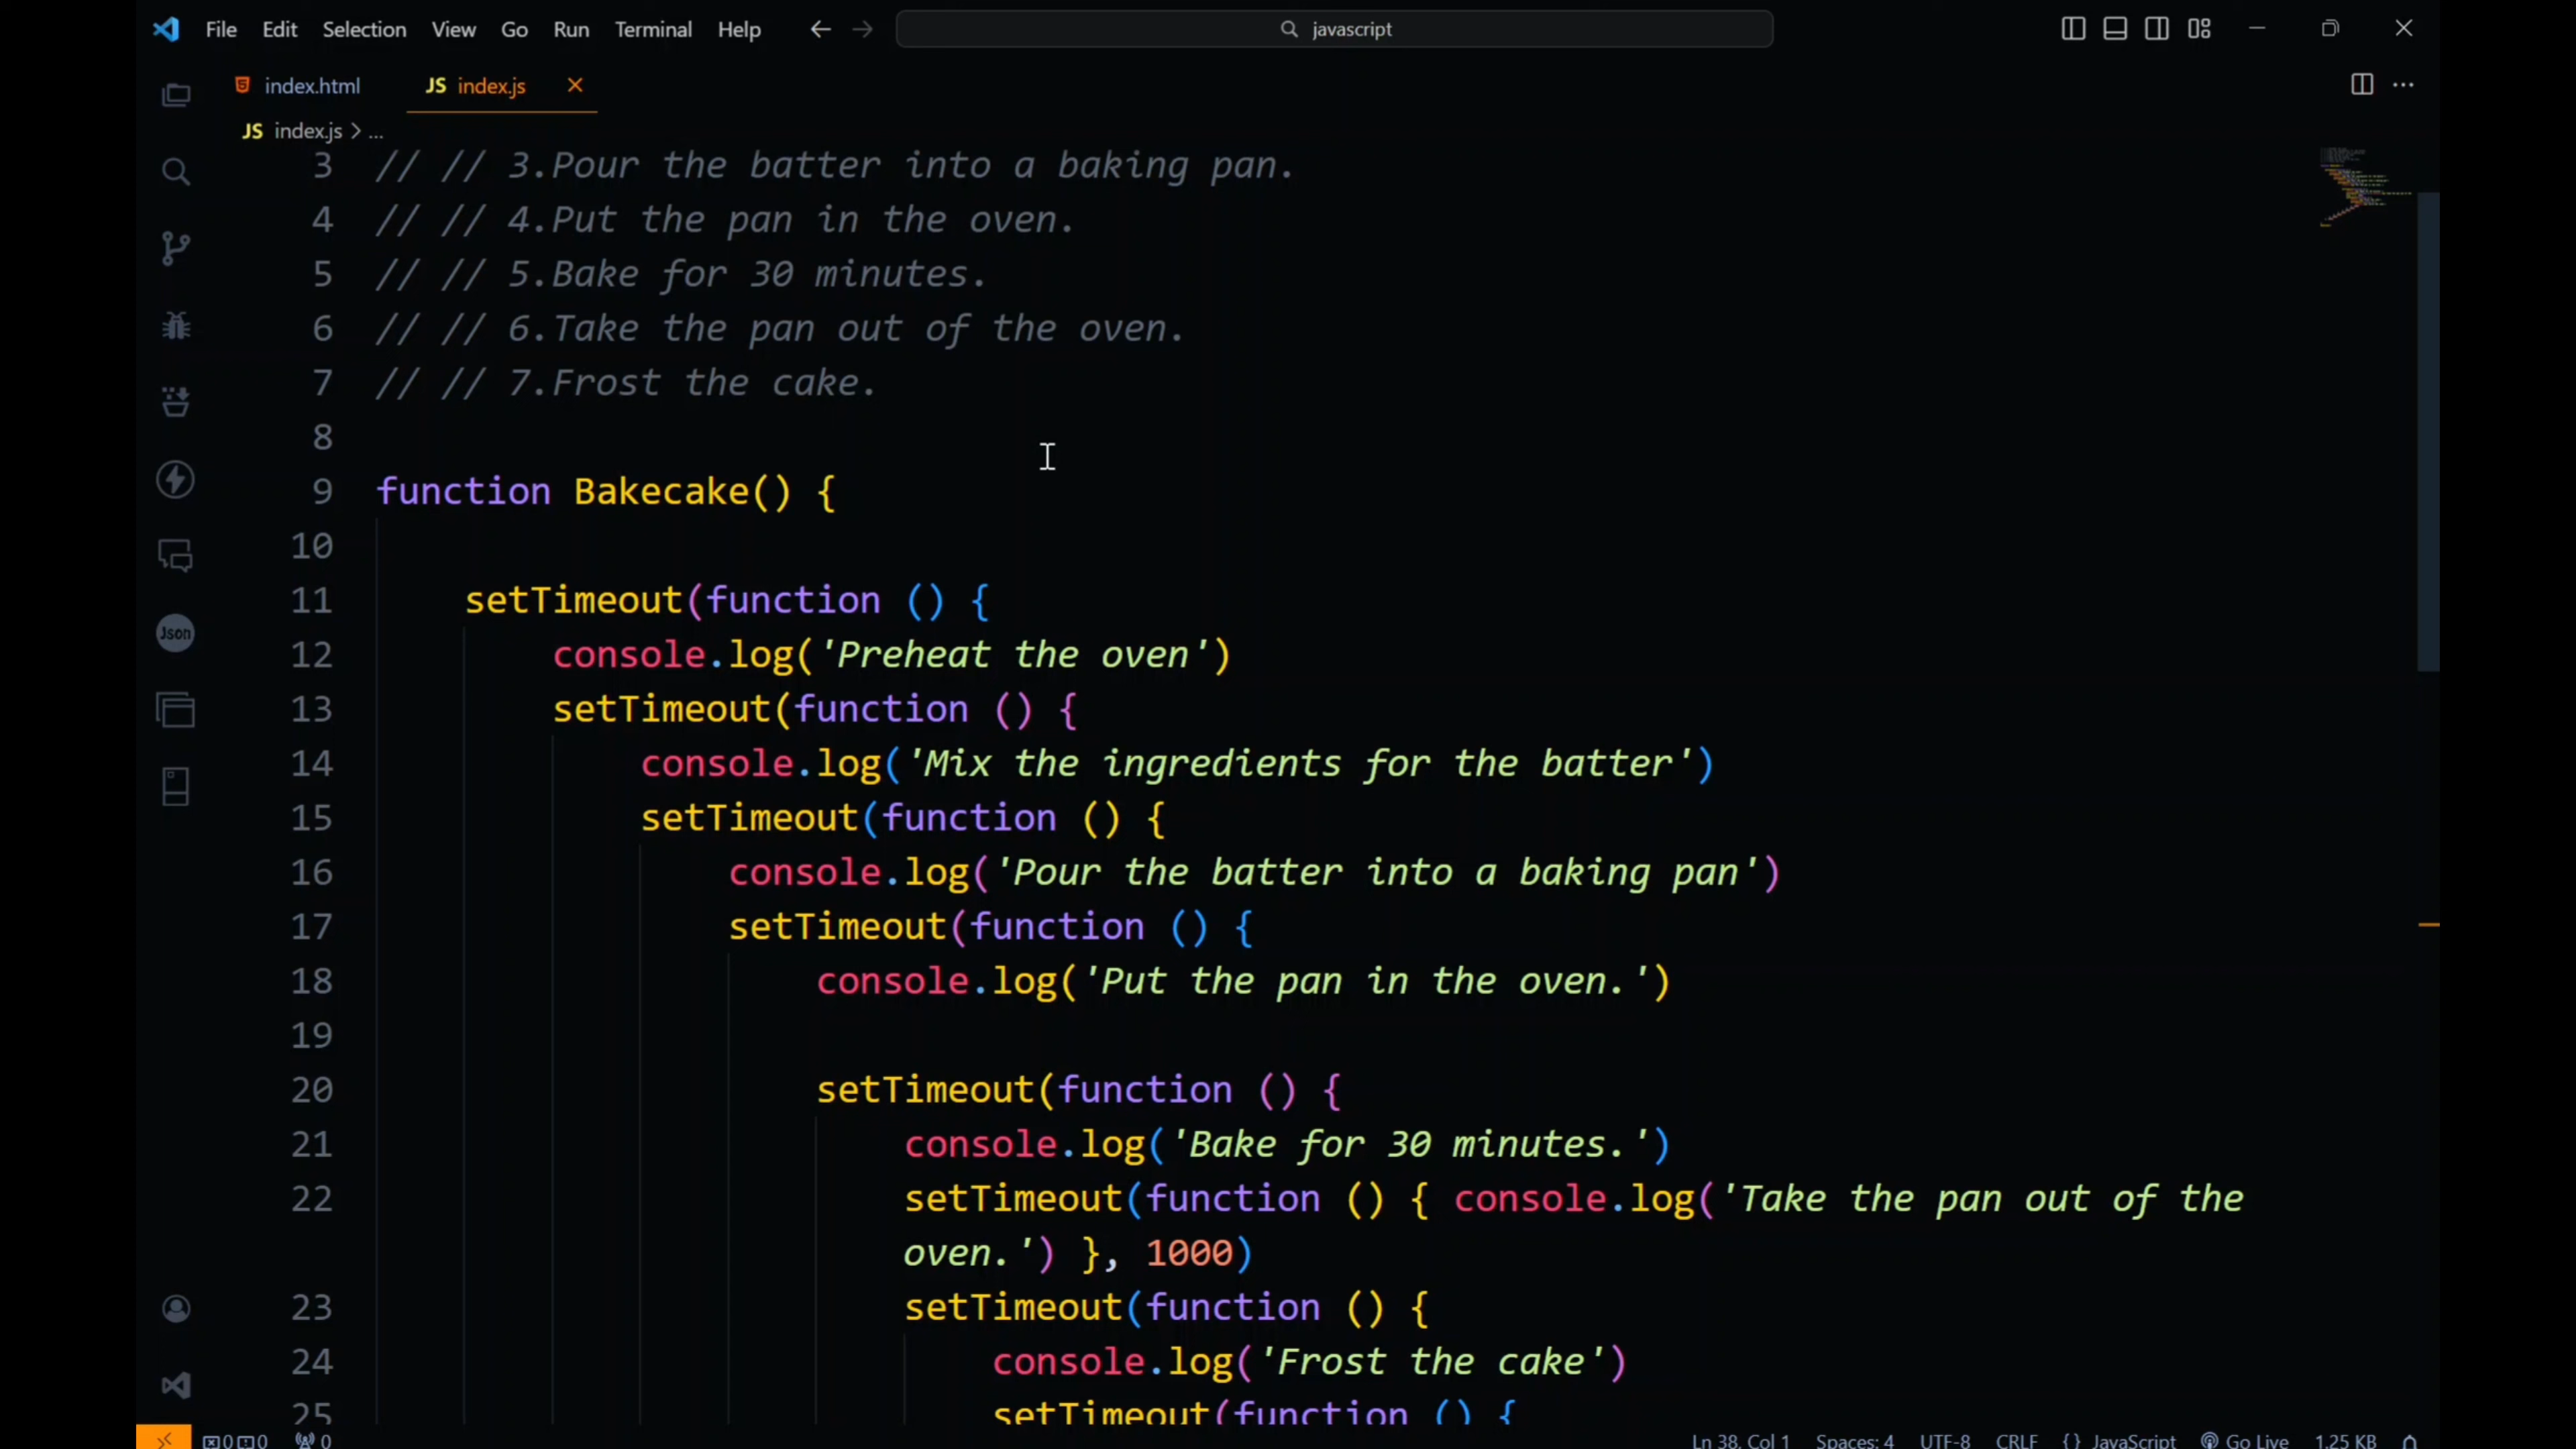 File Edit Selection View Go Run Terminal Help
javascript
index.html
JS index.js
JS index.js > ...
3 // // 3.Pour the batter into a baking pan.
4 // // 4.Put the pan in the oven.
5 // // 5.Bake for 30 minutes.
6 // // 6.Take the pan out of the oven.
7 // // 7.Frost the cake.
8
9 function Bakecake() {
10
11 setTimeout(function () {
12 console.log('Preheat the oven')
13 setTimeout(function () {
14 console.log('Mix the ingredients for the batter')
15 setTimeout(function () {
16 console.log('Pour the batter into a baking pan')
17 setTimeout(function () {
18 console.log('Put the pan in the oven.')
19
20 setTimeout(function () {
21 console.log('Bake for 30 minutes.')
22 setTimeout(function () { console.log('Take the pan out of the
oven.') }, 1000)
23 setTimeout(function () {
24 console.log('Frost the cake')
25 setTimeout(function () {
Json
0 0 0 Ln 38, Col 1 Spaces: 4 UTF-8 CRLF {} JavaScript Go Live 1.25 KB